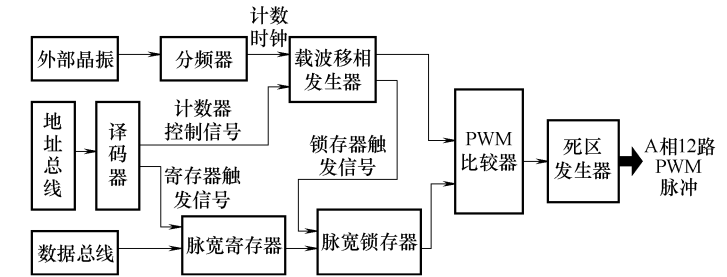 计数
时钟
外部晶振
分频器
载波移相
发生器
地
址
总
线
译
码
器
计数器
控制信号
锁存器触
发信号
PWM
比较器
死区
发生器
A相12路
PWM
脉冲
寄存器触
发信号
数据总线
脉宽寄存器
脉宽锁存器